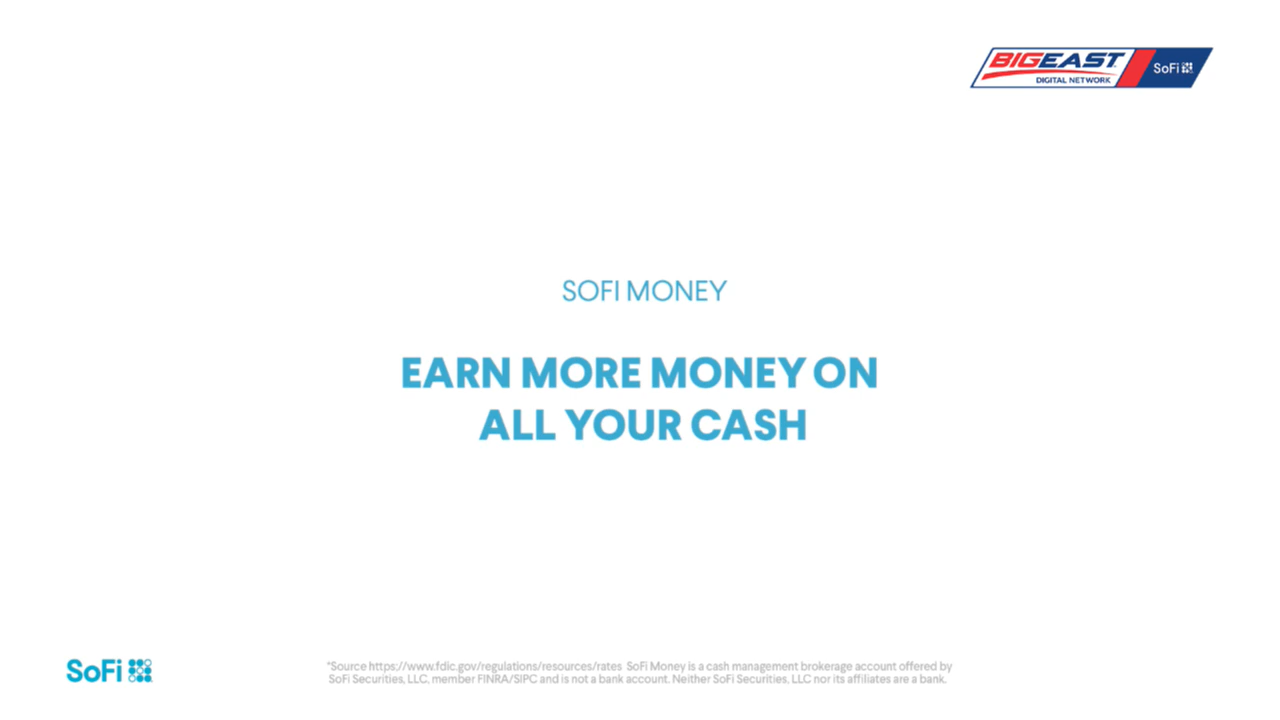 BIGEAST
DIGITAL NETWORK
SoFi
SOFI MONEY
EARN MORE MONEY ON
ALL YOUR CASH
SoFi
*Source https://www.fdic.gov/regulations/resources/rates SoFi Money is a cash management brokerage account offered by
SoFi Securities, LLC, member FINRA/SIPC and is not a bank account. Neither SoFi Securities, LLC nor its affiliates are a bank.